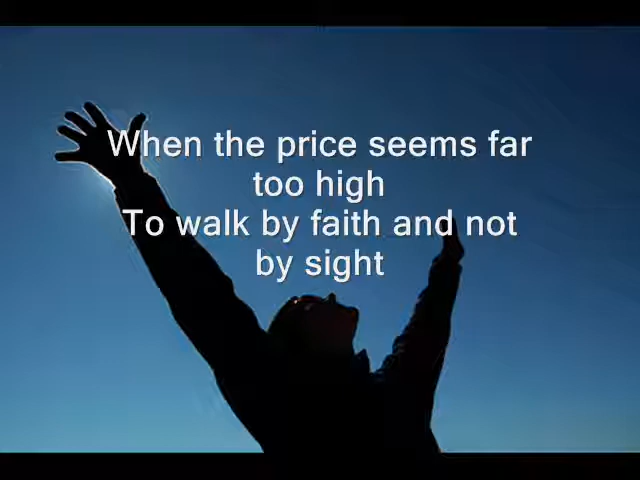 When the price seems far
too high
To walk by faith and not
by sight